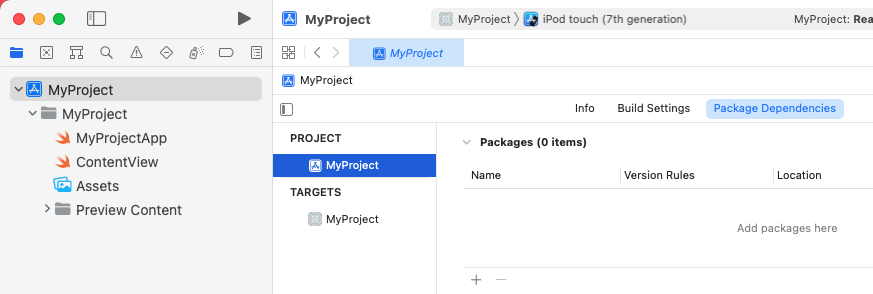 MyProject
MyProject 〉 iPod touch (7th generation)
MyProject: Rea
MyProject
MyProject
MyProject
MyProject
MyProjectApp
ContentView
Assets
Preview Content
Info
Build Settings
Package Dependencies
PROJECT
MyProject
TARGETS
MyProject
Packages (0 items)
Name
Version Rules
Location
Add packages here